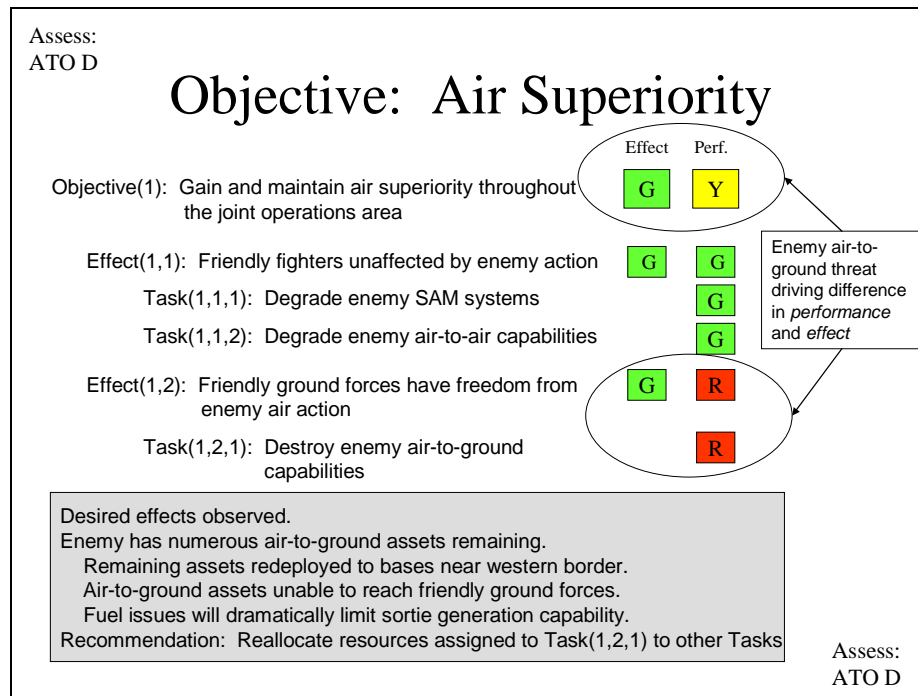 Assess:
ATO D
Objective:  Air Superiority
Effect Perf.
Objective(1):  Gain and maintain air superiority throughout
the joint operations area
G Y
Effect(1,1):  Friendly fighters unaffected by enemy action
G G
Task(1,1,1):  Degrade enemy SAM systems
G
Task(1,1,2):  Degrade enemy air-to-air capabilities
G
Effect(1,2):  Friendly ground forces have freedom from
enemy air action
G R
Task(1,2,1):  Destroy enemy air-to-ground
capabilities
R
Enemy air-to-
ground threat
driving difference
in performance
and effect
Desired effects observed.
Enemy has numerous air-to-ground assets remaining.
Remaining assets redeployed to bases near western border.
Air-to-ground assets unable to reach friendly ground forces.
Fuel issues will dramatically limit sortie generation capability.
Recommendation:  Reallocate resources assigned to Task(1,2,1) to other Tasks
Assess:
ATO D